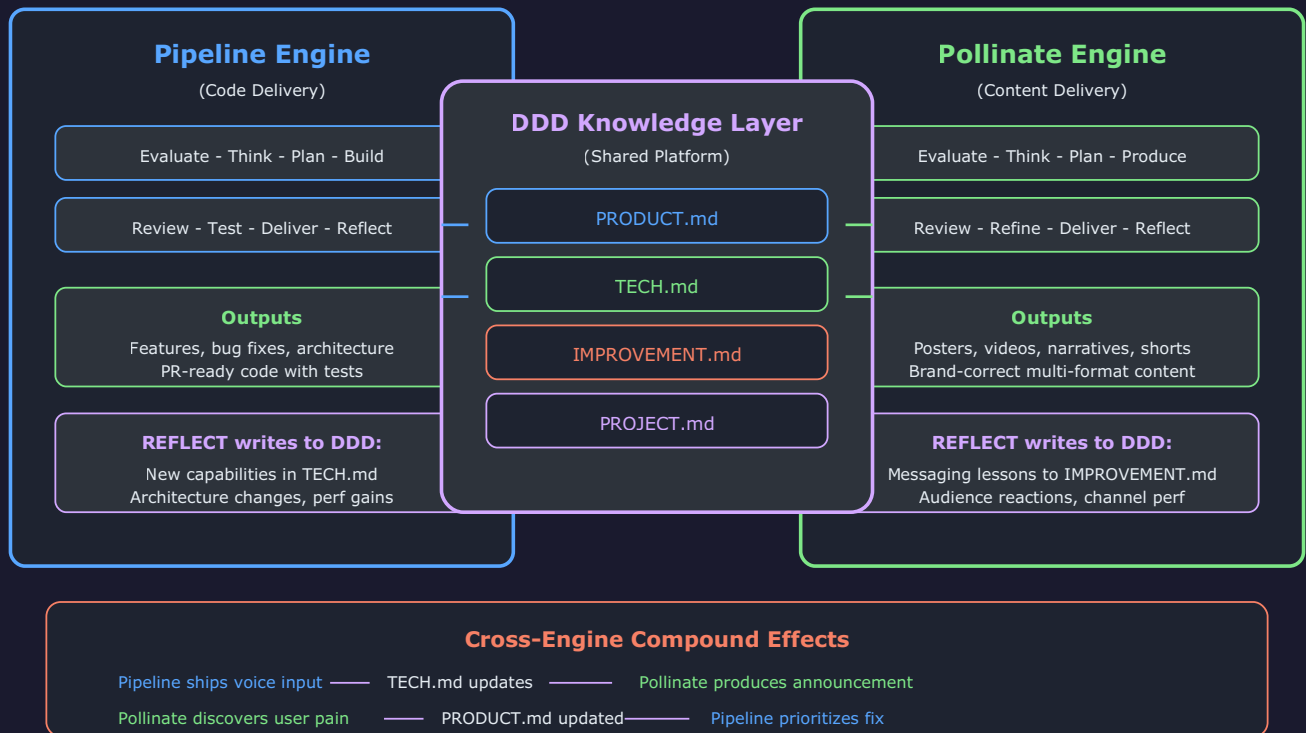 Pipeline Engine
(Code Delivery)
Evaluate - Think - Plan - Build
Review - Test - Deliver - Reflect
Outputs
Features, bug fixes, architecture
PR-ready code with tests
REFLECT writes to DDD:
New capabilities in TECH.md
Architecture changes, perf gains
DDD Knowledge Layer
(Shared Platform)
PRODUCT.md
TECH.md
IMPROVEMENT.md
PROJECT.md
Pollinate Engine
(Content Delivery)
Evaluate - Think - Plan - Produce
Review - Refine - Deliver - Reflect
Outputs
Posters, videos, narratives, shorts
Brand-correct multi-format content
REFLECT writes to DDD:
Messaging lessons to IMPROVEMENT.md
Audience reactions, channel perf
Cross-Engine Compound Effects
Pipeline ships voice input TECH.md updates Pollinate produces announcement
Pollinate discovers user pain PRODUCT.md updated Pipeline prioritizes fix